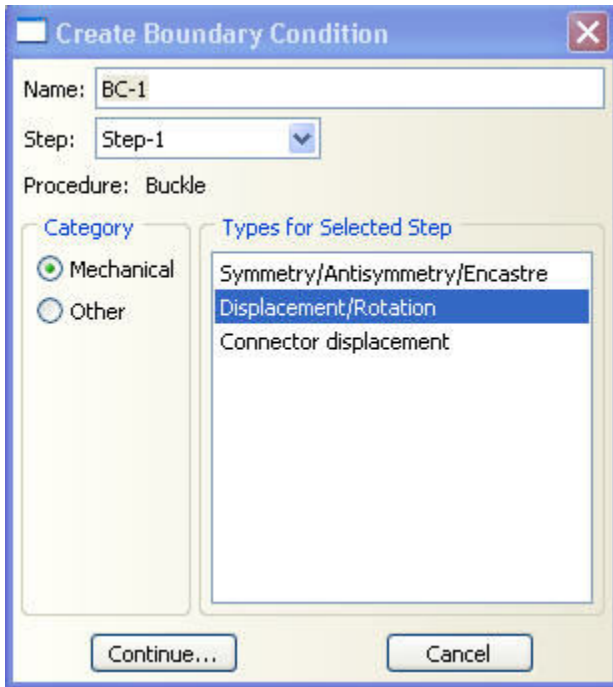 Create Boundary Condition
Name: BC-1
Step: Step-1
Procedure: Buckle
Category
Mechanical
Other
Types for Selected Step
Symmetry/Antisymmetry/Encastre
Displacement/Rotation
Connector displacement
Continue... Cancel